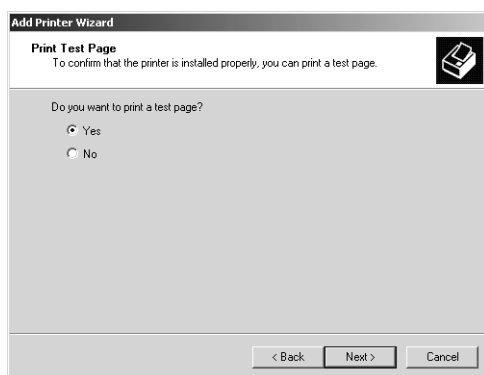 Add Printer Wizard
Print Test Page
To confirm that the printer is installed properly, you can print a test page.
Do you want to print a test page?
Yes
No
< Back
Next >
Cancel